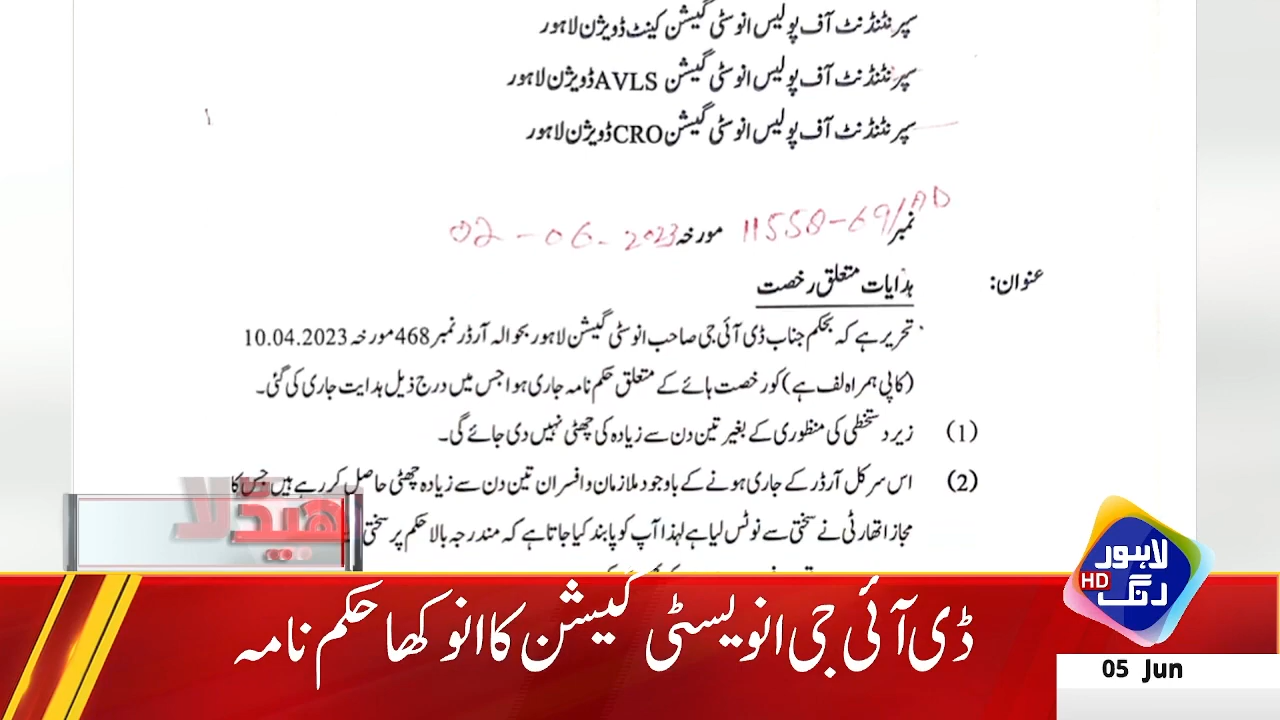 سپرنٹنڈنٹ آف پولیس انوسٹی گیشن کینٹ ڈویژن لاہور
سپرنٹنڈنٹ آف پولیس انوسٹی گیشن AVLS ڈویژن لاہور
سپرنٹنڈنٹ آف پولیس انوسٹی گیشن CRO ڈویژن لاہور
نمبر 11558-69/AD مورخہ 02-06-2023
عنوان: ہدایات متعلق رخصت
تحریر ہے کہ بحکم جناب ڈی آئی جی صاحب انوسٹی گیشن لاہور بحوالہ آرڈر نمبر 468 مورخہ 10.04.2023
(کاپی ہمراہ لف ہے) کو رخصت ہائے کے متعلق حکم نامہ جاری ہوا جس میں درج ذیل ہدایت جاری کی گئی۔
(1) زیر دستخطی کی منظوری کے بغیر تین دن سے زیادہ کی چھٹی نہیں دی جائے گی۔
(2) اس سرکل آرڈر کے جاری ہونے کے باوجود ملازمان و افسران تین دن سے زیادہ چھٹی حاصل کر رہے ہیں جس کا
مجاز اتھارٹی نے سختی سے نوٹس لیا ہے لہذا آپ کو پابند کیا جاتا ہے کہ مندرجہ بالا حکم پر سختی
ڈی آئی جی انویسٹی گیشن کا انوکھا حکم نامہ
لاہور رنگ HD
05 Jun